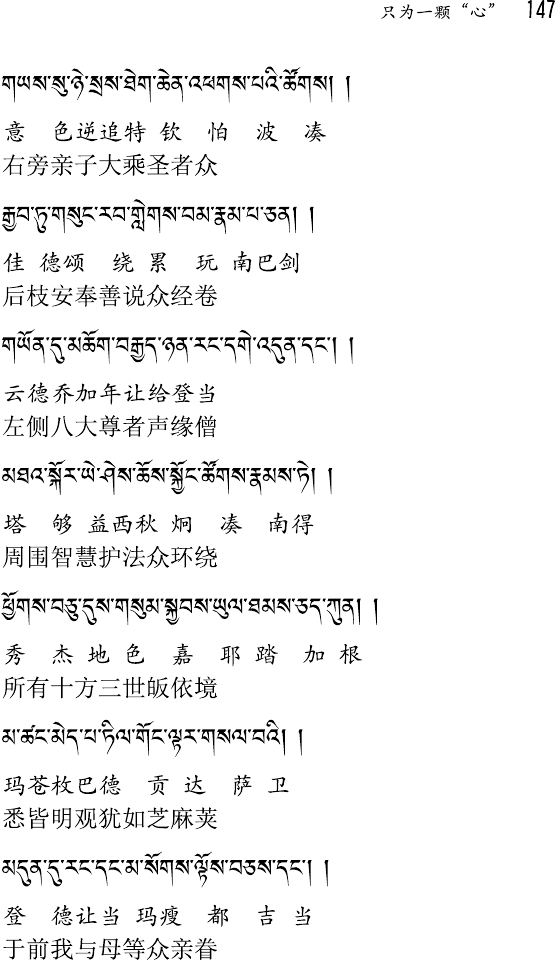 只为一颗“心” 147
གཡས་སུ་ཉེ་སྲས་ཐེག་ཆེན་འཕགས་པའི་ཚོགས། །
意 色逆追特 钦 怕 波 凑
右旁亲子大乘圣者众
རྒྱབ་ཏུ་གསུང་རབ་གླེགས་བམ་རྣམ་པ་ཅན། །
佳 德颂 绕 累 玩 南巴剑
后枝安奉善说众经卷
གཡོན་དུ་མཆོག་བརྒྱད་ཉན་རང་དགེ་འདུན་དང་། །
云德乔加年让给登当
左侧八大尊者声缘僧
མཐའ་སྐོར་ཡེ་ཤེས་ཆོས་སྐྱོང་ཚོགས་རྣམས་ཏེ། །
塔 够 益西秋 炯 凑 南得
周围智慧护法众环绕
ཕྱོགས་བཅུ་དུས་གསུམ་སྐྱབས་ཡུལ་ཐམས་ཅད་ཀུན། །
秀 杰 地 色 嘉 耶 踏 加 根
所有十方三世皈依境
མ་ཚང་མེད་པ་ཏིལ་གོང་ལྟར་གསལ་བའི། །
玛苍枚巴德 贡 达 萨 卫
悉皆明观犹如芝麻荚
མདུན་དུ་རང་དང་མ་སོགས་ལྟོས་བཅས་དང་། །
登 德让当 玛瘦 都 吉 当
于前我与母等众亲眷